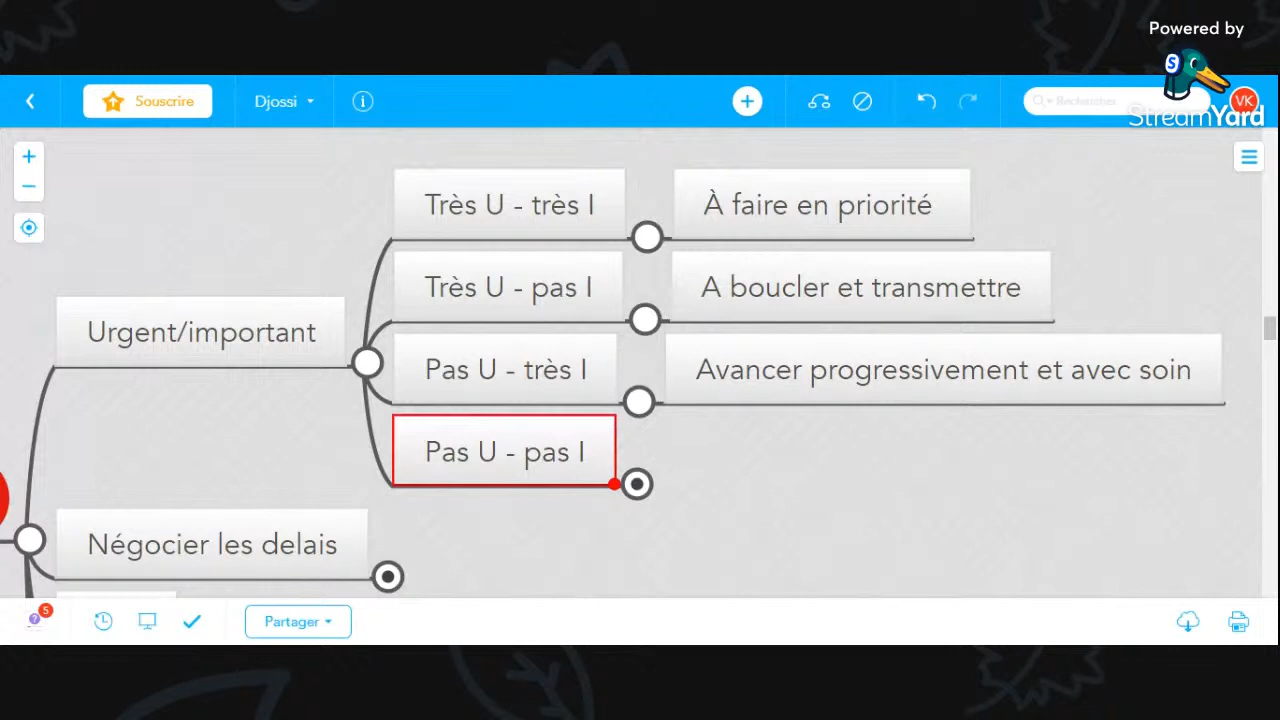 Powered by
StreamYard
Souscrire
Djossi
Rechercher
VK
Très U - très I
À faire en priorité
Très U - pas I
A boucler et transmettre
Urgent/important
Pas U - très I
Avancer progressivement et avec soin
Pas U - pas I
Négocier les delais
5
Partager